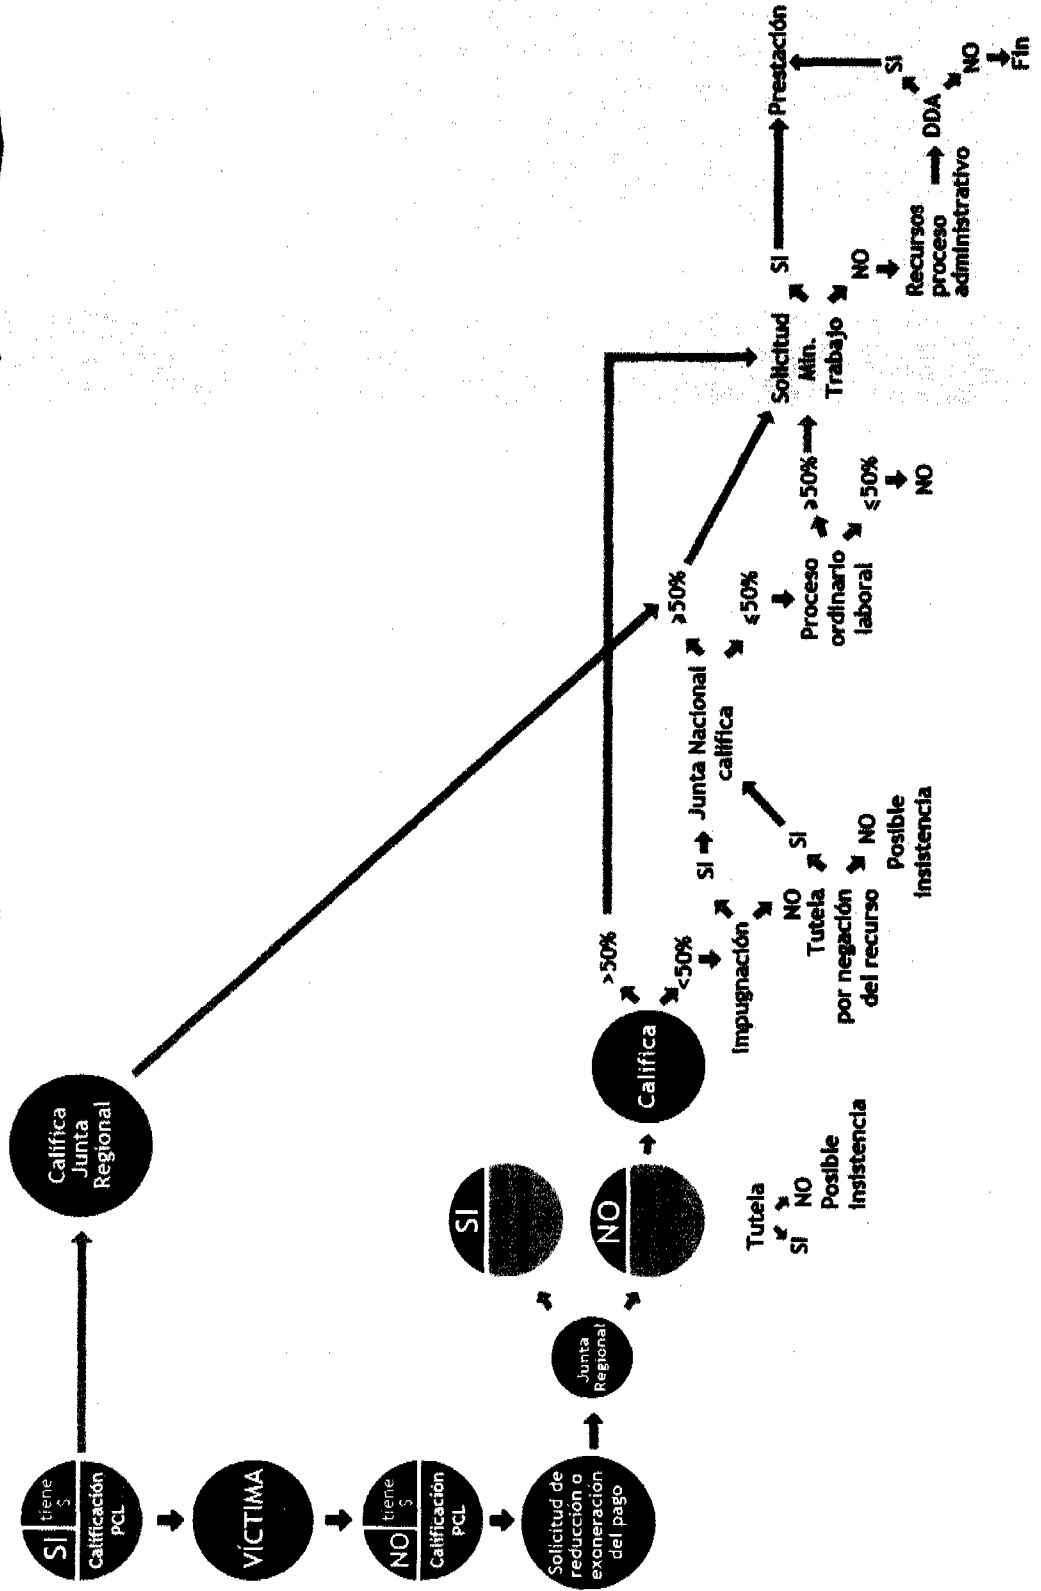 SI
tiene
$
Calificación
PCL
VÍCTIMA
NO
tiene
$
Calificación
PCL
Solicitud de
reducción o
exoneración
del pago
Junta
Regional
SI
NO
Califica
Junta
Regional
Califica
Tutela
SI
NO
Posible
insistencia
>50%
<50%
Impugnación
SI
NO
Tutela
por negación
del recurso
SI
NO
Posible
insistencia
Junta Nacional
califica
⩾50%
⩽50%
Proceso
ordinario
laboral
⩾50%
⩽50%
NO
Solicitud
Min.
Trabajo
SI
NO
Recursos
proceso
administrativo
Prestación
DDA
SI
NO
Fin